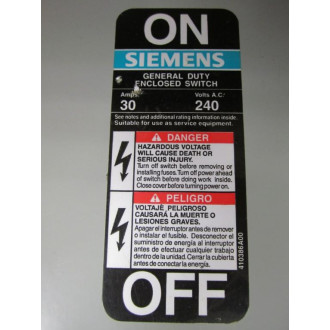 ON
SIEMENS
GENERAL DUTY
ENCLOSED SWITCH
Amps Volts A.C.
30 240
See notes and additional rating information inside.
Suitable for use as service equipment.
DANGER
HAZARDOUS VOLTAGE
WILL CAUSE DEATH OR
SERIOUS INJURY.
Turn off switch before removing or
installing fuses. Turn off power ahead
of switch before doing work inside.
Close cover before turning power on.
PELIGRO
VOLTAJE PELIGROSO
CAUSARÁ LA MUERTE O
LESIONES GRAVES.
Apagar el interruptor antes de remover
o instalar el fusible. Desconectar el
suministro de energía al interruptor
antes de efectuar cualquier trabajo
dentro de la unidad. Cerrar la cubierta
antes de conectar la energía.
410386A00
OFF